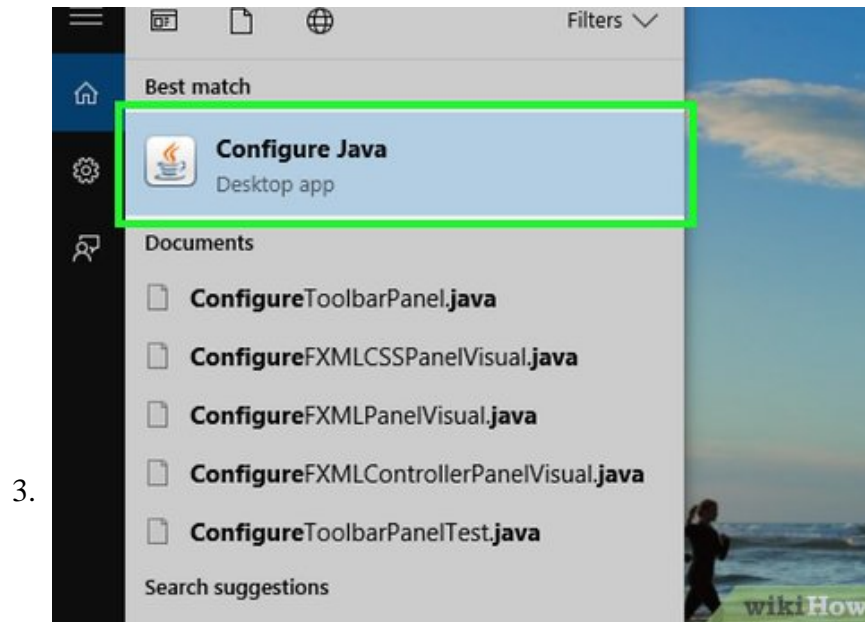 Filters
Best match
Configure Java
Desktop app
Documents
ConfigureToolbarPanel.java
ConfigureFXMLCSSPanelVisual.java
ConfigureFXMLPanelVisual.java
ConfigureFXMLControllerPanelVisual.java
3.
ConfigureToolbarPanelTest.java
Search suggestions
wikiHow